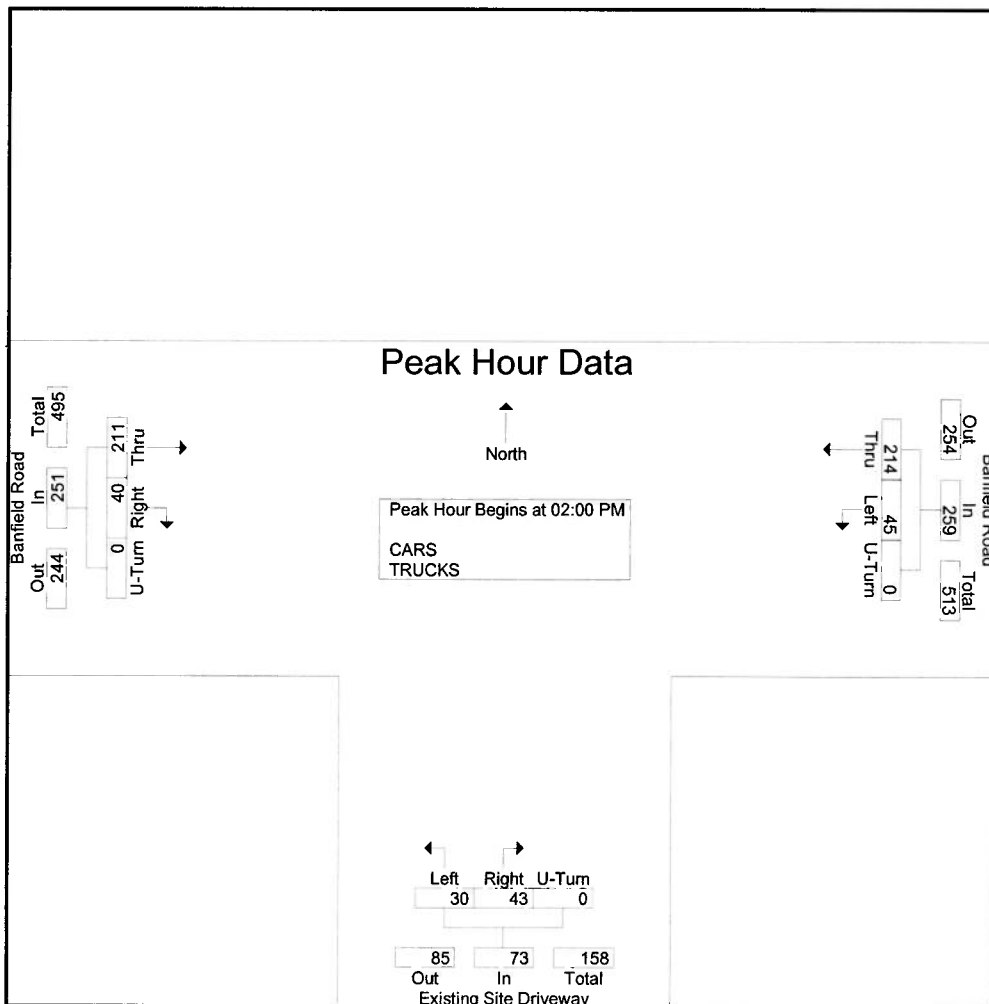 Peak Hour Data
North
Peak Hour Begins at 02:00 PM
CARS
TRUCKS
Banfield Road
Out In Total
244 251 495
0 40 211
U-Turn Right Thru
Banfield Road
Out In Total
254 259 513
214 45 0
Thru Left U-Turn
Left Right U-Turn
30 43 0
85 73 158
Out In Total
Existing Site Driveway